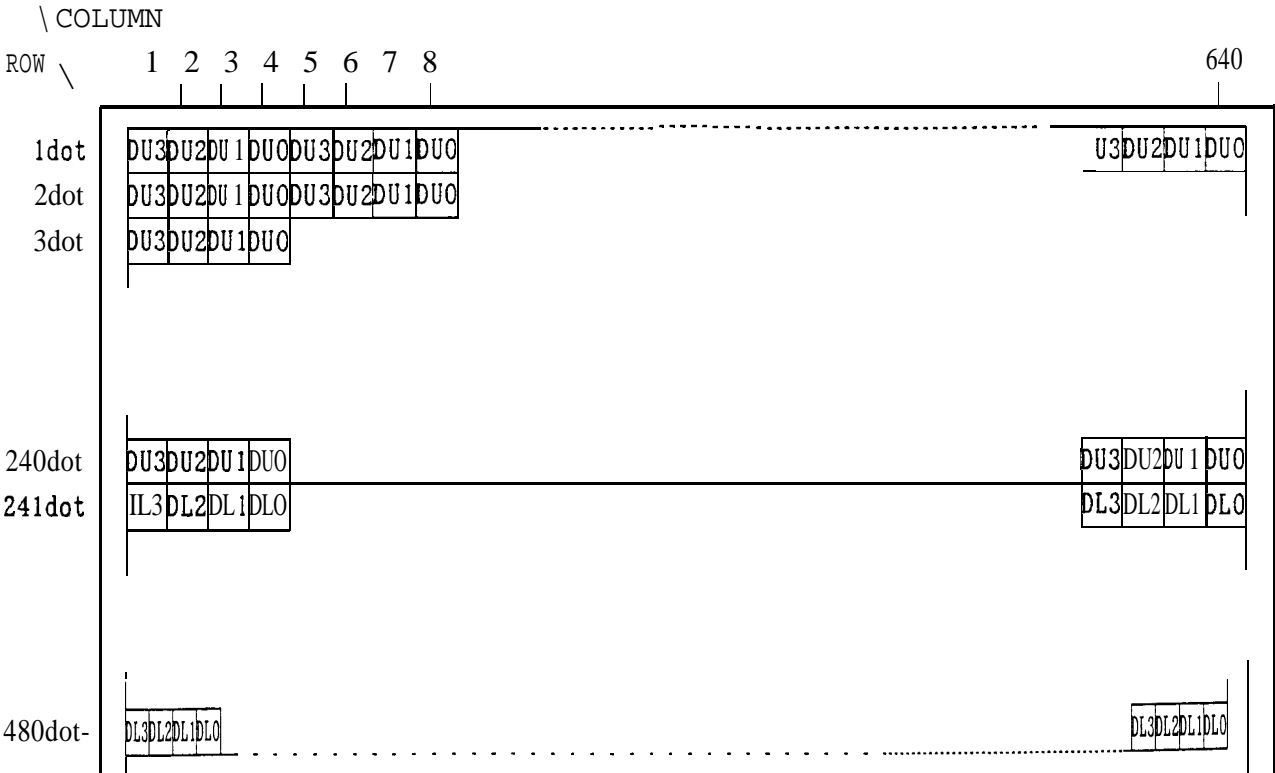 \ COLUMN
ROW \ 1 2 3 4 5 6 7 8 640
1dot DU3 DU2 DU1 DU0 DU3 DU2 DU1 DU0 U3 DU2 DU1 DU0
2dot DU3 DU2 DU1 DU0 DU3 DU2 DU1 DU0
3dot DU3 DU2 DU1 DU0
240dot DU3 DU2 DU1 DU0 DU3 DU2 DU1 DU0
241dot IL3 DL2 DL1 DL0 DL3 DL2 DL1 DL0
480dot- DL3 DL2 DL1 DL0 DL3 DL2 DL1 DL0